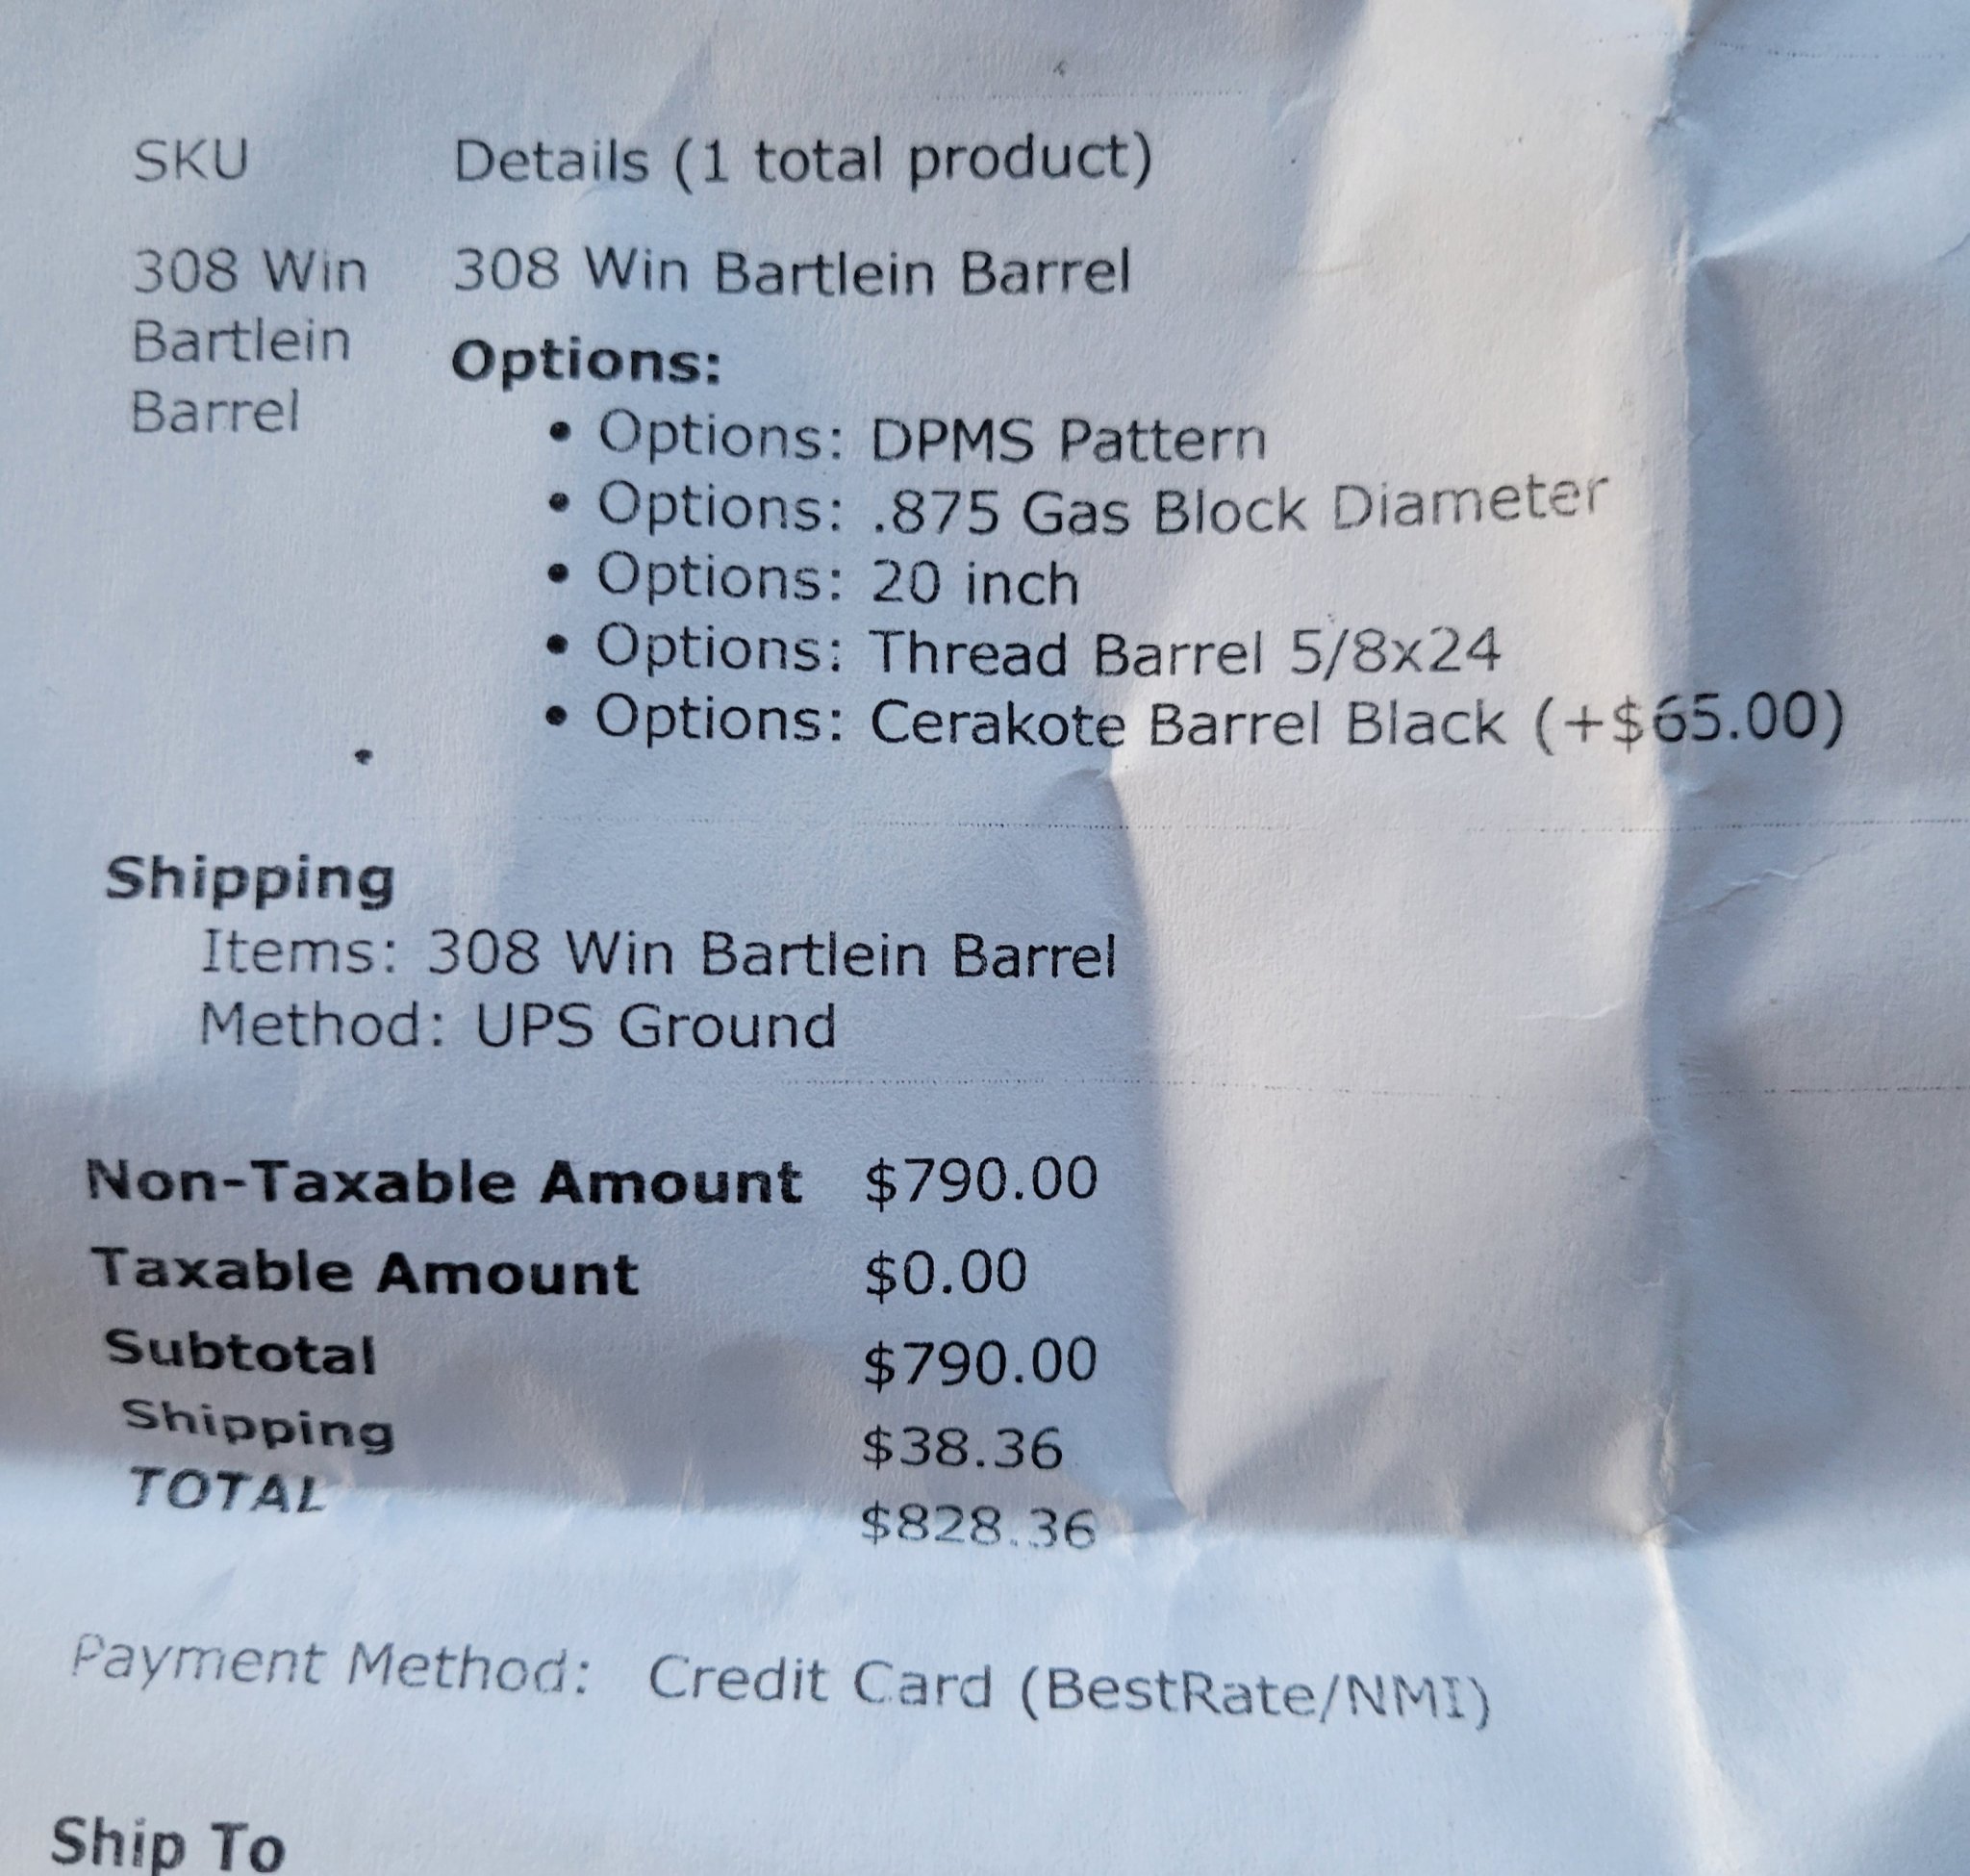 SKU Details (1 total product)
308 Win Bartlein Barrel 308 Win Bartlein Barrel
Options:
• Options: DPMS Pattern
• Options: .875 Gas Block Diameter
• Options: 20 inch
• Options: Thread Barrel 5/8x24
• Options: Cerakote Barrel Black (+$65.00)
Shipping
Items: 308 Win Bartlein Barrel
Method: UPS Ground
Non-Taxable Amount $790.00
Taxable Amount $0.00
Subtotal $790.00
Shipping $38.36
TOTAL $828.36
Payment Method: Credit Card (BestRate/NMI)
Ship To